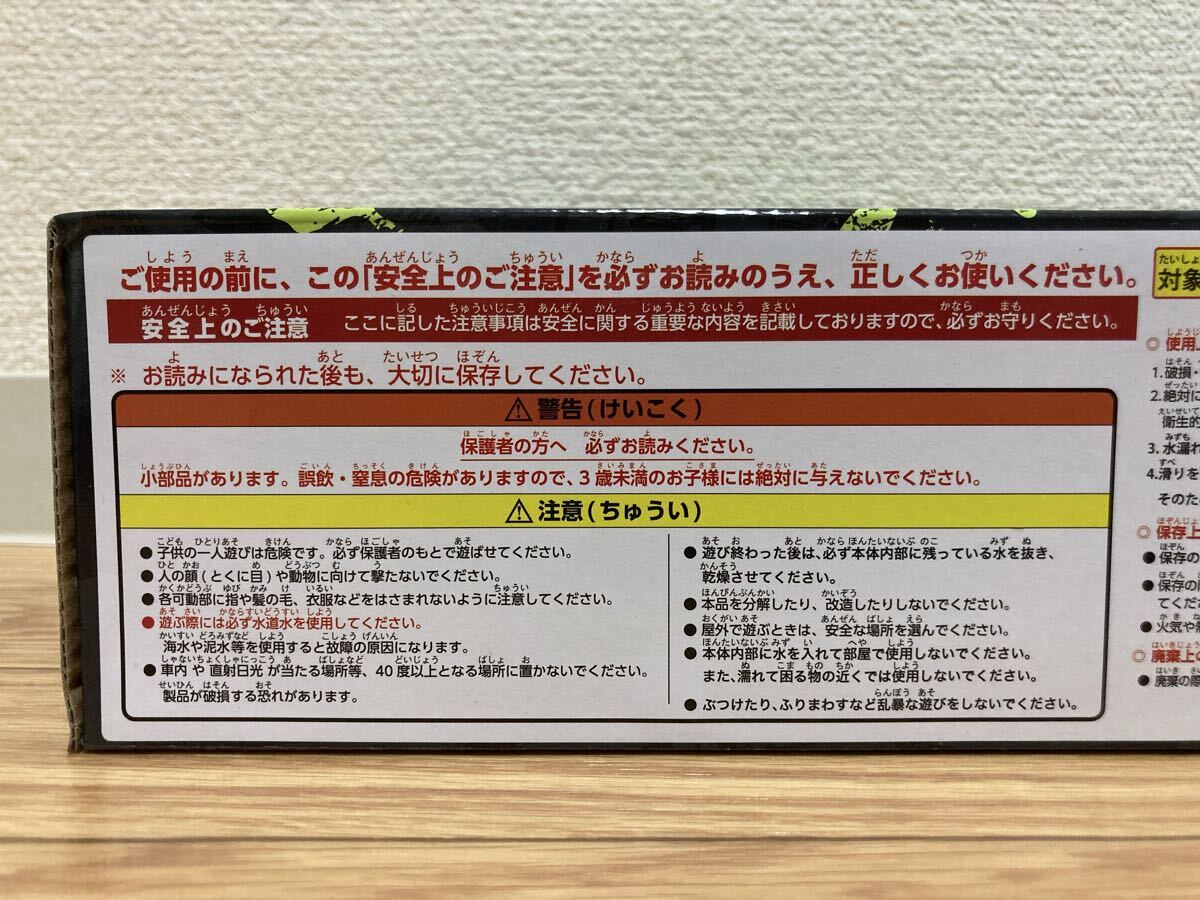 ご使用の前に、この「安全上のご注意」を必ずお読みのうえ、正しくお使いください。
安全上のご注意 ここに記した注意事項は安全に関する重要な内容を記載しておりますので、必ずお守りください。
※ お読みになられた後も、大切に保存してください。
⚠ 警告(けいこく)
保護者の方へ 必ずお読みください。
小部品があります。誤飲・窒息の危険がありますので、3歳未満のお子様には絶対に与えないでください。
⚠ 注意(ちゅうい)
● 子供の一人遊びは危険です。必ず保護者のもとで遊ばせてください。
● 人の顔(とくに目)や動物に向けて撃たないでください。
● 各可動部に指や髪の毛、衣服などをはさまれないように注意してください。
● 遊ぶ際には必ず水道水を使用してください。
海水や泥水等を使用すると故障の原因になります。
● 車内 や 直射日光 が当たる場所等、40度以上となる場所に置かないでください。
製品が破損する恐れがあります。
● 遊び終わった後は、必ず本体内部に残っている水を抜き、
乾燥させてください。
● 本品を分解したり、改造したりしないでください。
● 屋外で遊ぶときは、安全な場所を選んでください。
● 本体内部に水を入れて部屋で使用しないでください。
また、濡れて困る物の近くでは使用しないでください。
● ぶつけたり、ふりまわすなど乱暴な遊びをしないでください。
対象
◎ 使用上
1.破損・
2.絶対に
衛生的
3.水漏れ
4.滑りを
そのた
◎ 保存上
● 保存の
● 保存の
てくだ
● 火気や
◎ 廃棄上の
● 廃棄の際